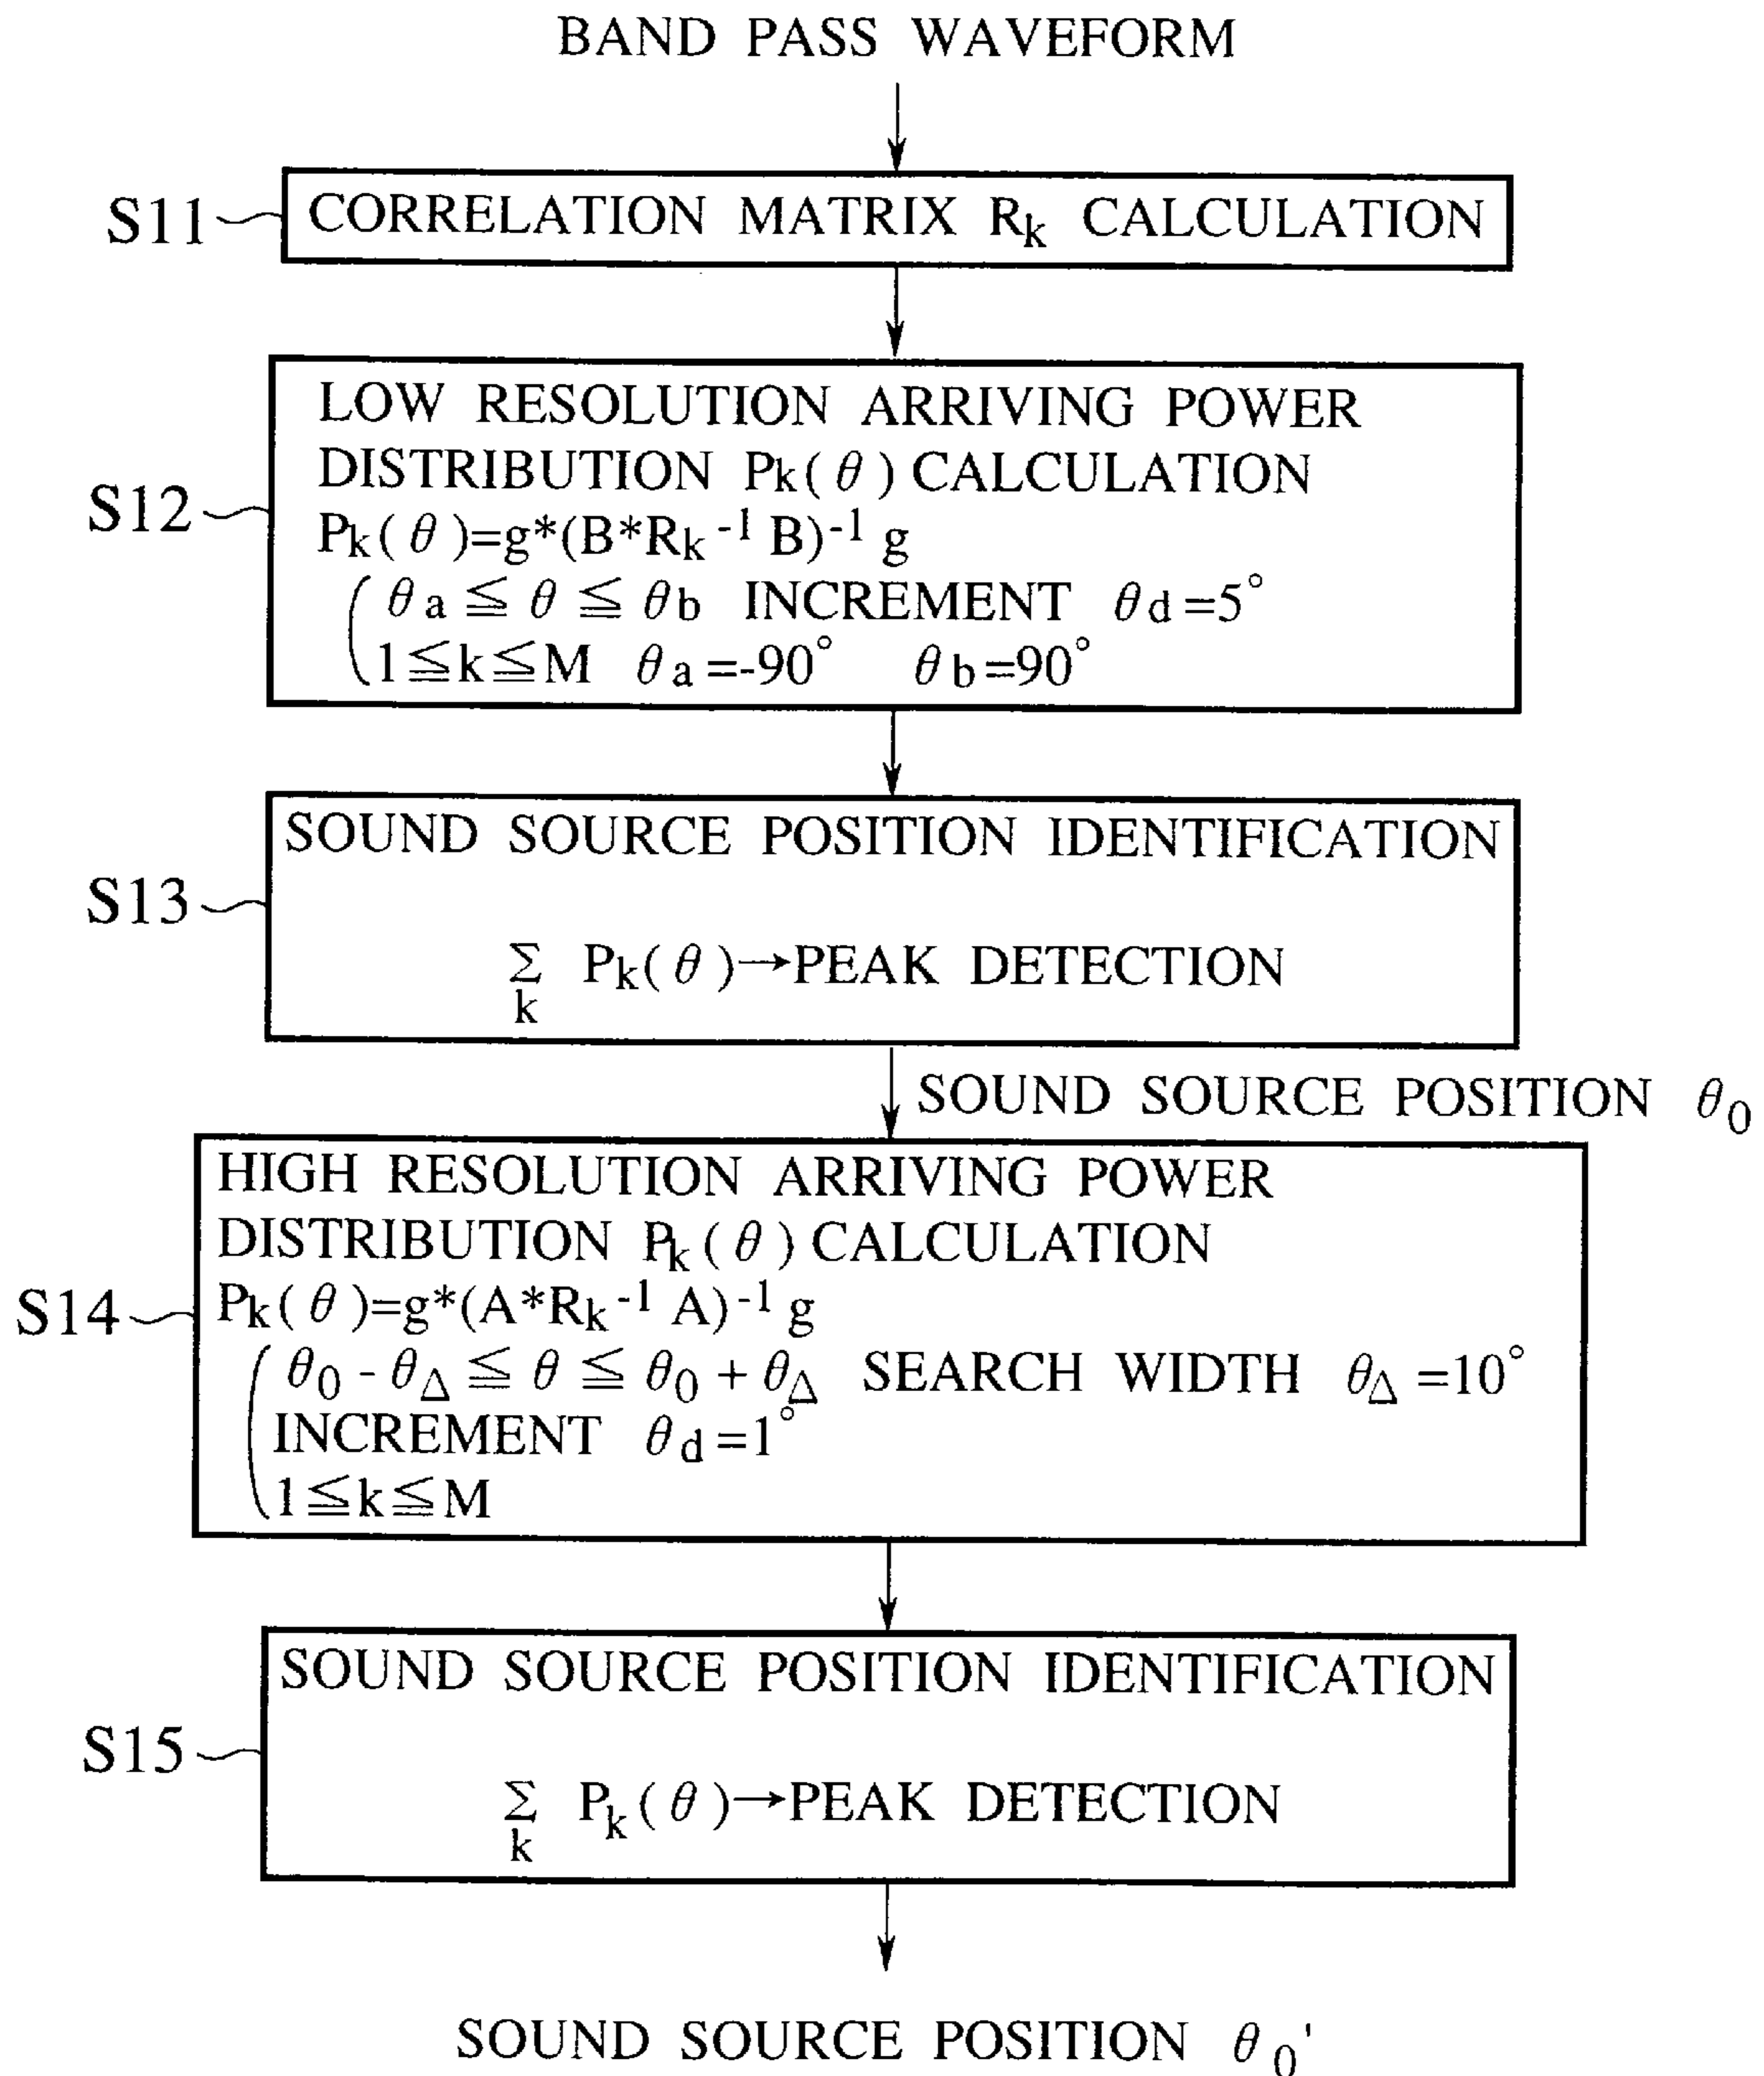 BAND PASS WAVEFORM
S11
CORRELATION MATRIX Rk CALCULATION
S12
LOW RESOLUTION ARRIVING POWER
DISTRIBUTION Pk(θ) CALCULATION
Pk(θ)=g*(B*Rk⁻¹ B)⁻¹ g
θa ≦ θ ≦ θb INCREMENT θd=5°
1≦k≦M θa=-90° θb=90°
S13
SOUND SOURCE POSITION IDENTIFICATION
Σ Pk(θ)→PEAK DETECTION
k
SOUND SOURCE POSITION θ₀
S14
HIGH RESOLUTION ARRIVING POWER
DISTRIBUTION Pk(θ) CALCULATION
Pk(θ)=g*(A*Rk⁻¹ A)⁻¹ g
θ₀ - θΔ ≦ θ ≦ θ₀ + θΔ SEARCH WIDTH θΔ=10°
INCREMENT θd=1°
1≦k≦M
S15
SOUND SOURCE POSITION IDENTIFICATION
Σ Pk(θ)→PEAK DETECTION
k
SOUND SOURCE POSITION θ₀'